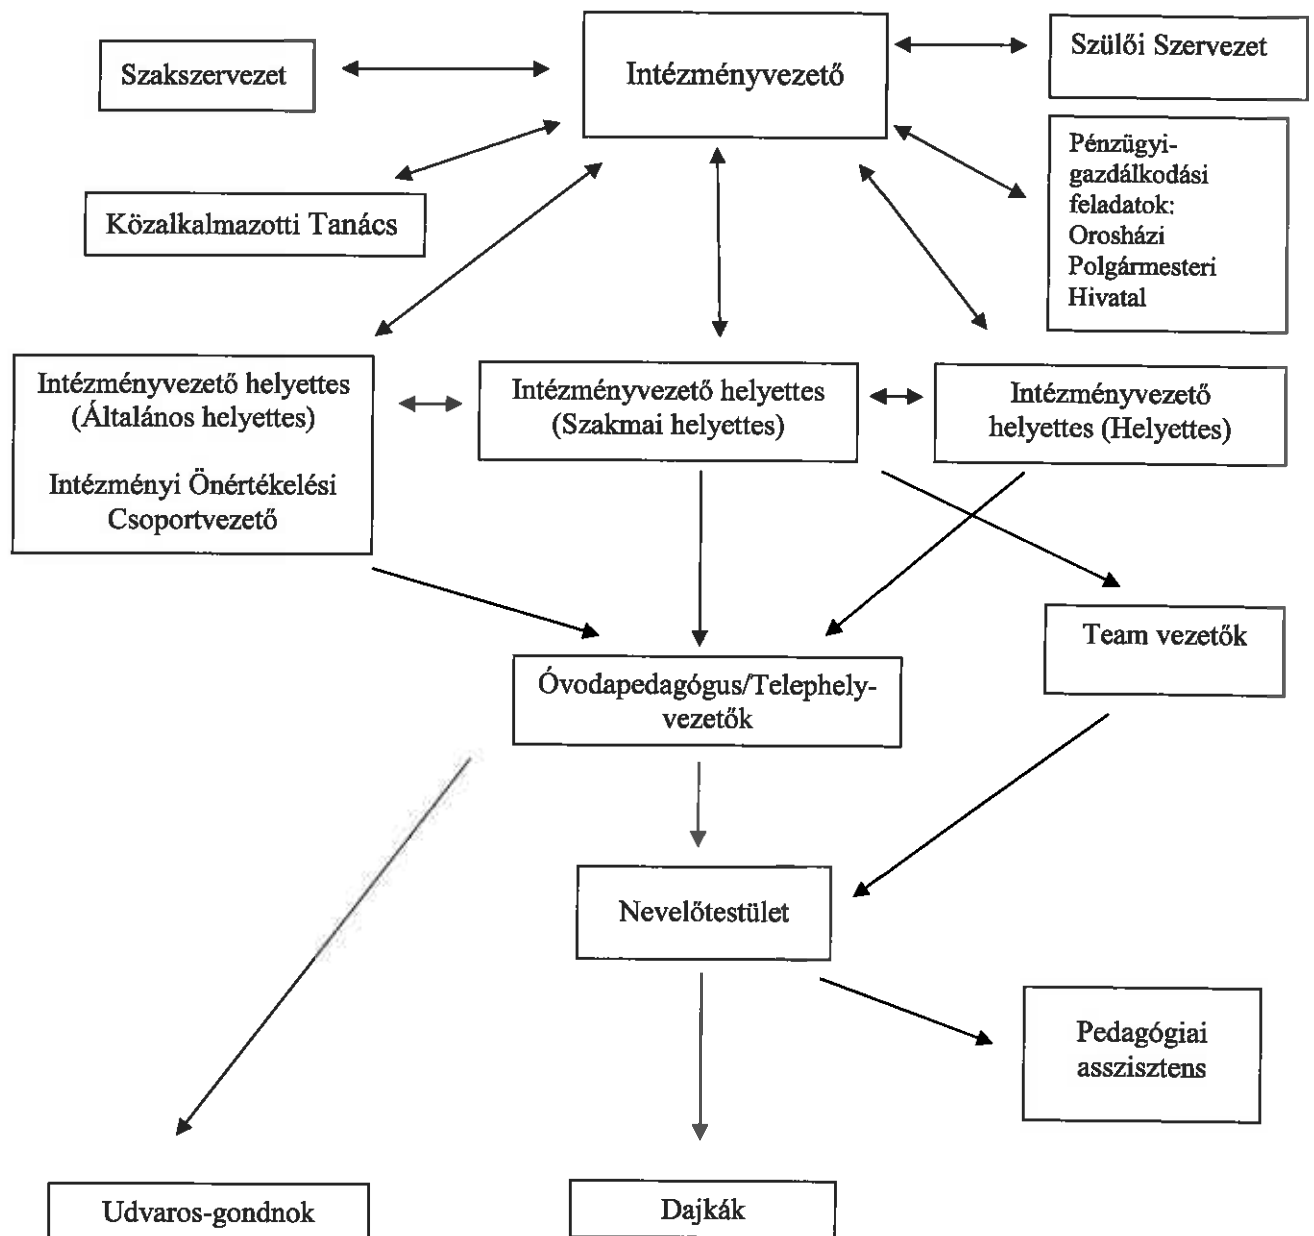 Szakszervezet
Intézményvezető
Szülői Szervezet
Közalkalmazotti Tanács
Pénzügyi-
gazdálkodási
feladatok:
Orosházi
Polgármesteri
Hivatal
Intézményvezető helyettes
(Általános helyettes)
Intézményi Önértékelési
Csoportvezető
Intézményvezető helyettes
(Szakmai helyettes)
Intézményvezető
helyettes (Helyettes)
Team vezetők
Óvodapedagógus/Telephely-
vezetők
Nevelőtestület
Pedagógiai
asszisztens
Udvaros-gondnok
Dajkák